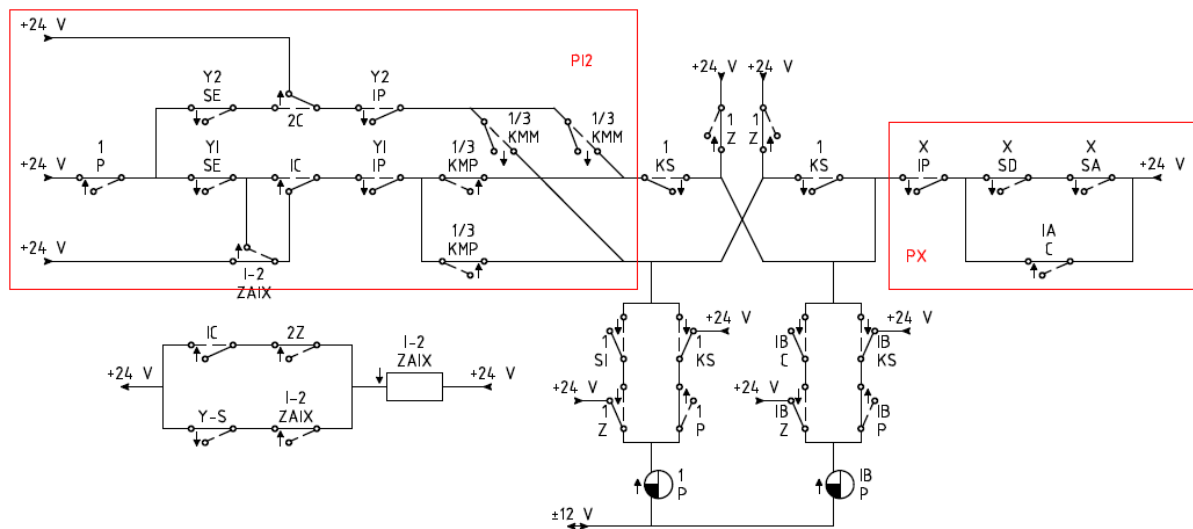 +24 V
PI2
+24 V +24 V
Y2
SE
Y2
IP
2C
1/3
KMM
1/3
KMM
1
Z
1
Z
1
P
Y1
SE
IC
Y1
IP
1/3
KMP
1
KS
1
KS
X
IP
X
SD
X
SA
+24 V
+24 V
+24 V
1/3
KMP
IA
C
PX
I-2
ZAIX
IC
2Z
I-2
ZAIX
+24 V
+24 V
Y-S
I-2
ZAIX
+24 V
+24 V
1
SI
1
KS
IB
C
IB
KS
+24 V
+24 V
1
Z
1
P
IB
Z
IB
P
1
P
IB
P
±12 V